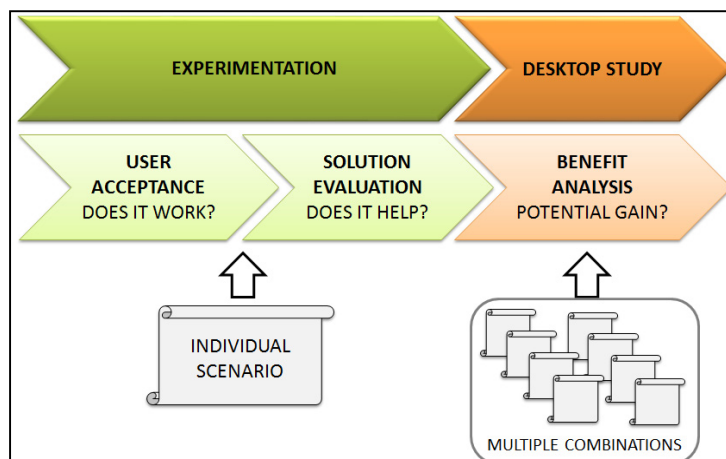 EXPERIMENTATION
DESKTOP STUDY
USER
ACCEPTANCE
DOES IT WORK?
SOLUTION
EVALUATION
DOES IT HELP?
BENEFIT
ANALYSIS
POTENTIAL GAIN?
INDIVIDUAL
SCENARIO
MULTIPLE COMBINATIONS